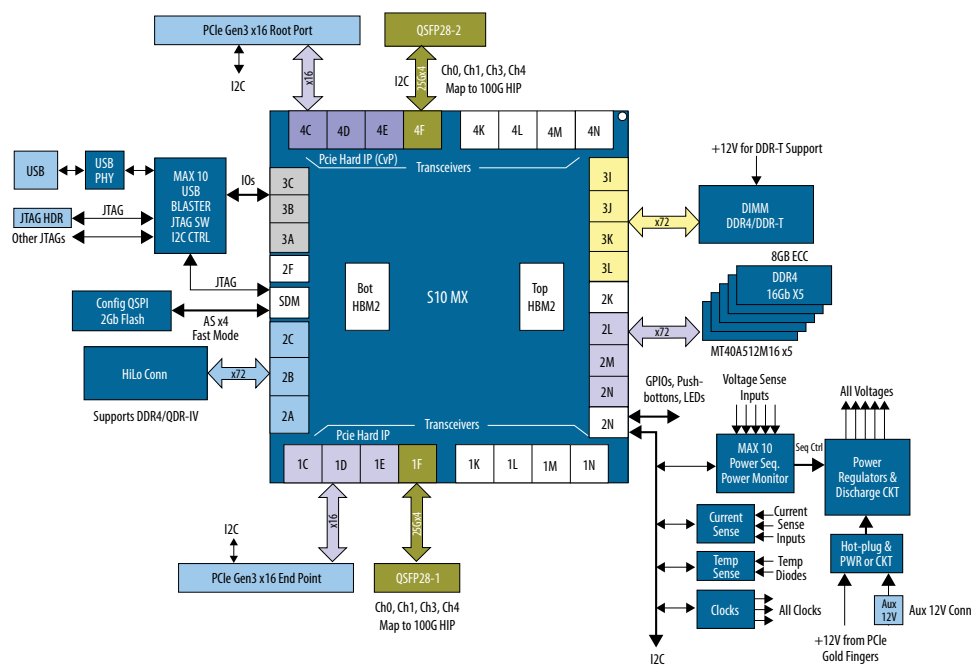 PCIe Gen3 x16 Root Port
QSFP28-2
I2C
x16
I2C
25Gx4
Ch0, Ch1, Ch3, Ch4
Map to 100G HIP
4C
4D
4E
4F
4K
4L
4M
4N
Pcie Hard IP (CvP)
Transceivers
+12V for DDR-T Support
USB
USB
PHY
MAX 10
USB
BLASTER
JTAG SW
I2C CTRL
IOs
JTAG HDR
JTAG
Other JTAGs
JTAG
3C
3B
3A
2F
SDM
2C
2B
2A
Config QSPI
2Gb Flash
AS x4
Fast Mode
HiLo Conn
x72
Supports DDR4/QDR-IV
Bot
HBM2
S10 MX
Top
HBM2
3I
3J
3K
3L
2K
2L
2M
2N
2N
x72
DIMM
DDR4/DDR-T
8GB ECC
DDR4
16Gb X5
x72
MT40A512M16 x5
GPIOs, Push-
bottons, LEDs
Voltage Sense
Inputs
All Voltages
MAX 10
Power Seq.
Power Monitor
Seq Ctrl
Power
Regulators &
Discharge CKT
Current
Sense
Current
Sense
Inputs
Hot-plug &
PWR or CKT
Temp
Sense
Temp
Diodes
Clocks
All Clocks
Aux
12V
Aux 12V Conn
+12V from PCIe
Gold Fingers
I2C
Pcie Hard IP
Transceivers
1C
1D
1E
1F
1K
1L
1M
1N
x16
25Gx4
I2C
PCIe Gen3 x16 End Point
QSFP28-1
Ch0, Ch1, Ch3, Ch4
Map to 100G HIP